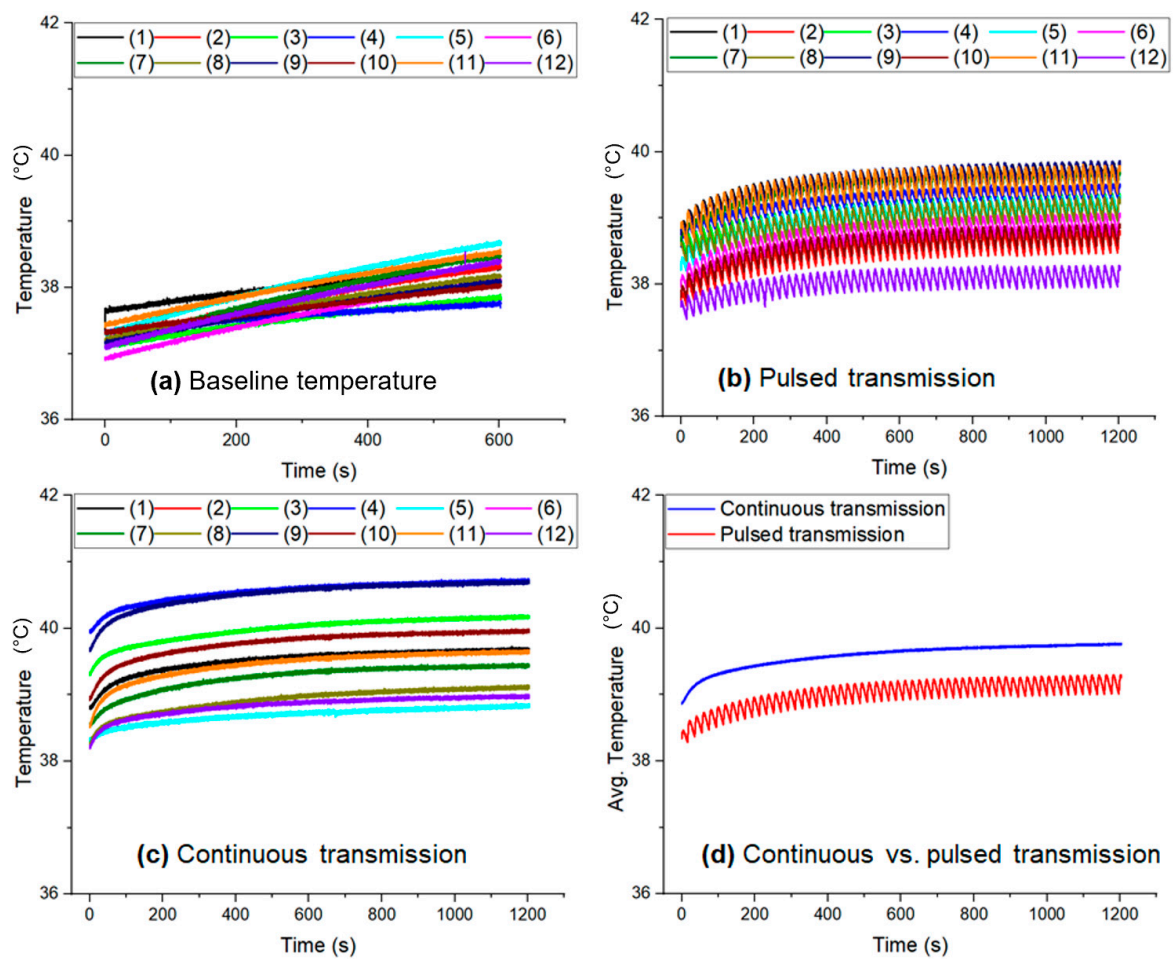 42
(1) (2) (3) (4) (5) (6)
(7) (8) (9) (10) (11) (12)
40
38
36
Temperature (°C)
(a) Baseline temperature
0 200 400 600
Time (s)
42
(1) (2) (3) (4) (5) (6)
(7) (8) (9) (10) (11) (12)
40
38
36
Temperature (°C)
(b) Pulsed transmission
0 200 400 600 800 1000 1200
Time (s)
42
(1) (2) (3) (4) (5) (6)
(7) (8) (9) (10) (11) (12)
40
38
36
Temperature (°C)
(c) Continuous transmission
0 200 400 600 800 1000 1200
Time (s)
42
Continuous transmission
Pulsed transmission
40
38
36
Avg. Temperature (°C)
(d) Continuous vs. pulsed transmission
0 200 400 600 800 1000 1200
Time (s)